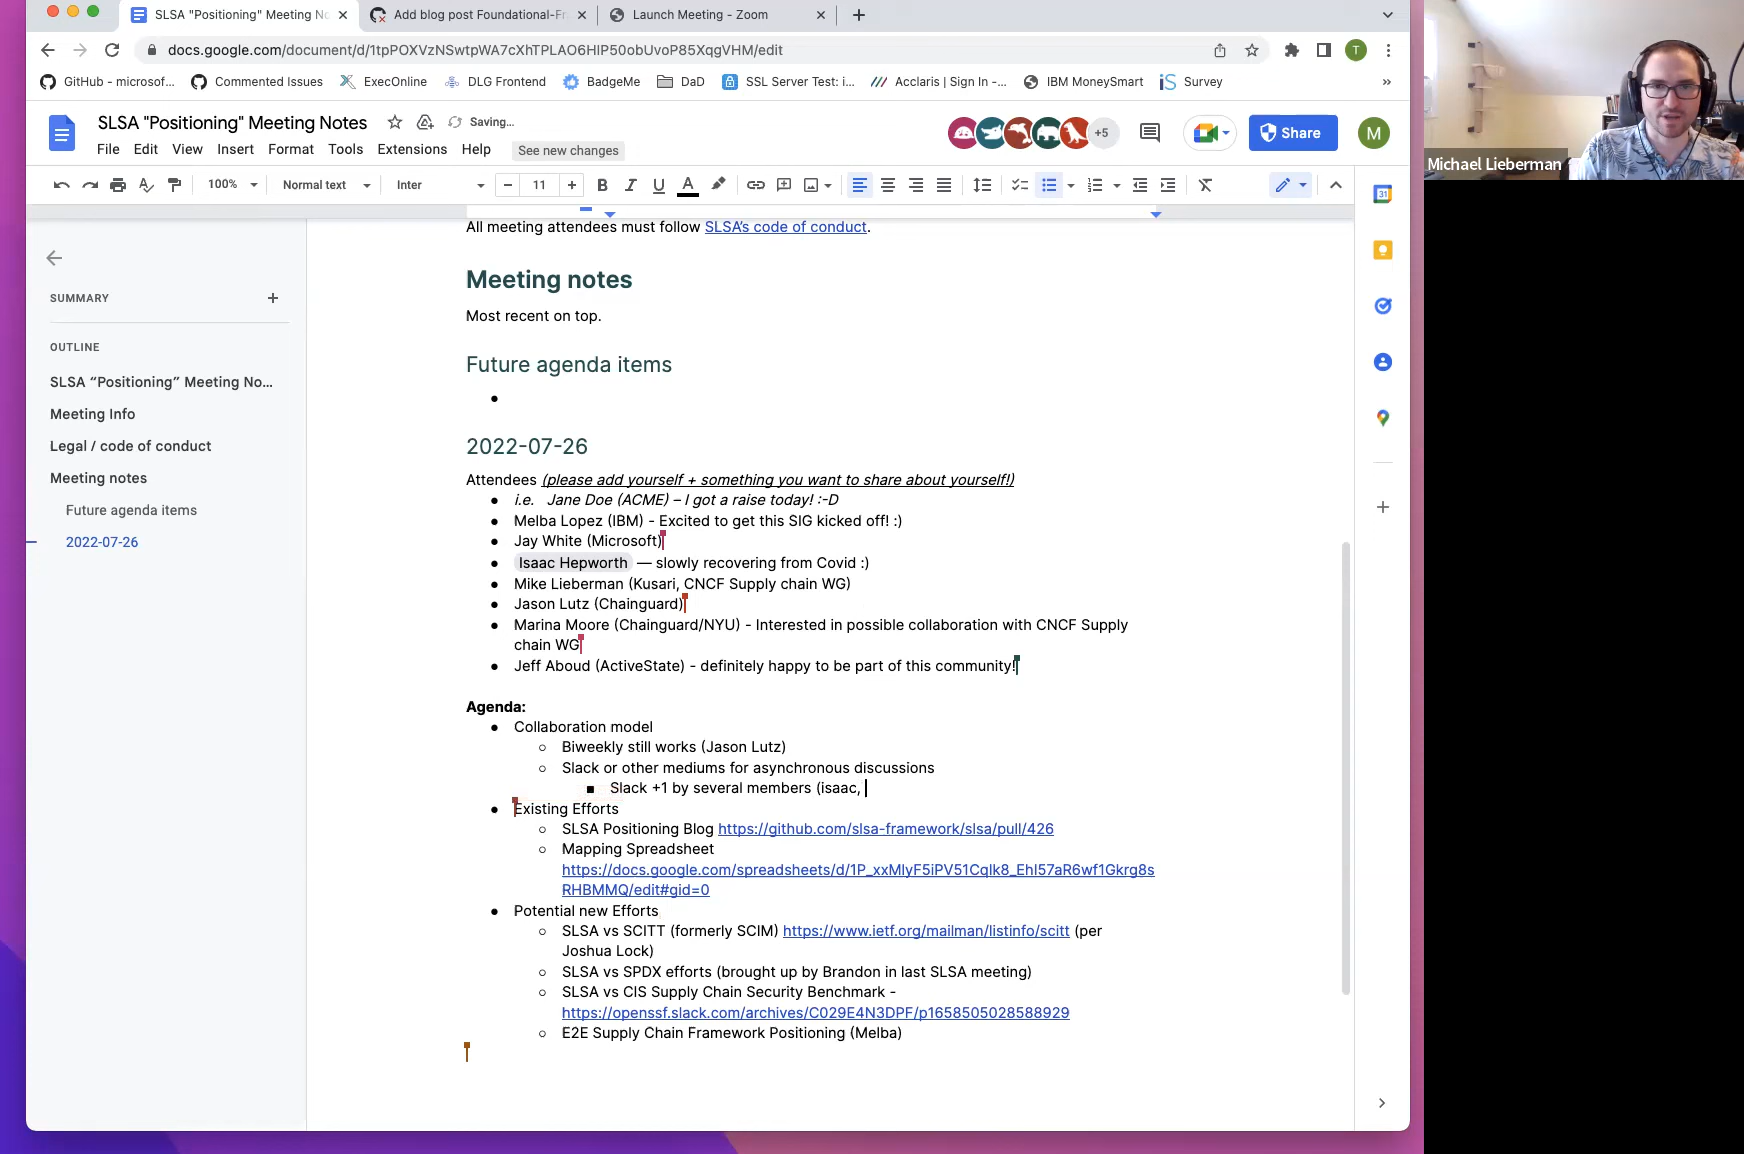 SLSA "Positioning" Meeting No
Add blog post Foundational-Fr
Launch Meeting - Zoom
docs.google.com/document/d/1tpPOXVzNSwtpWA7cXhTPLAO6HIP50obUvoP85XqgVHM/edit
T
GitHub - microsof...
Commented Issues
ExecOnline
DLG Frontend
BadgeMe
DaD
SSL Server Test: i...
Acclaris | Sign In -...
IBM MoneySmart
Survey
»
SLSA "Positioning" Meeting Notes
Saving...
File Edit View Insert Format Tools Extensions Help
See new changes
+5
Share
M
100%
Normal text
Inter
11
31
SUMMARY
OUTLINE
SLSA “Positioning” Meeting No...
Meeting Info
Legal / code of conduct
Meeting notes
Future agenda items
2022-07-26
All meeting attendees must follow SLSA's code of conduct.
Meeting notes
Most recent on top.
Future agenda items
2022-07-26
Attendees (please add yourself + something you want to share about yourself!)
i.e. Jane Doe (ACME) – I got a raise today! :-D
Melba Lopez (IBM) - Excited to get this SIG kicked off! :)
Jay White (Microsoft)
Isaac Hepworth — slowly recovering from Covid :)
Mike Lieberman (Kusari, CNCF Supply chain WG)
Jason Lutz (Chainguard)
Marina Moore (Chainguard/NYU) - Interested in possible collaboration with CNCF Supply
chain WG
Jeff Aboud (ActiveState) - definitely happy to be part of this community!
Agenda:
Collaboration model
Biweekly still works (Jason Lutz)
Slack or other mediums for asynchronous discussions
Slack +1 by several members (isaac,
Existing Efforts
SLSA Positioning Blog https://github.com/slsa-framework/slsa/pull/426
Mapping Spreadsheet
https://docs.google.com/spreadsheets/d/1P_xxMlyF5iPV51Cqlk8_EhI57aR6wf1Gkrg8s
RHBMMQ/edit#gid=0
Potential new Efforts
SLSA vs SCITT (formerly SCIM) https://www.ietf.org/mailman/listinfo/scitt (per
Joshua Lock)
SLSA vs SPDX efforts (brought up by Brandon in last SLSA meeting)
SLSA vs CIS Supply Chain Security Benchmark -
https://openssf.slack.com/archives/C029E4N3DPF/p1658505028588929
E2E Supply Chain Framework Positioning (Melba)
Michael Lieberman